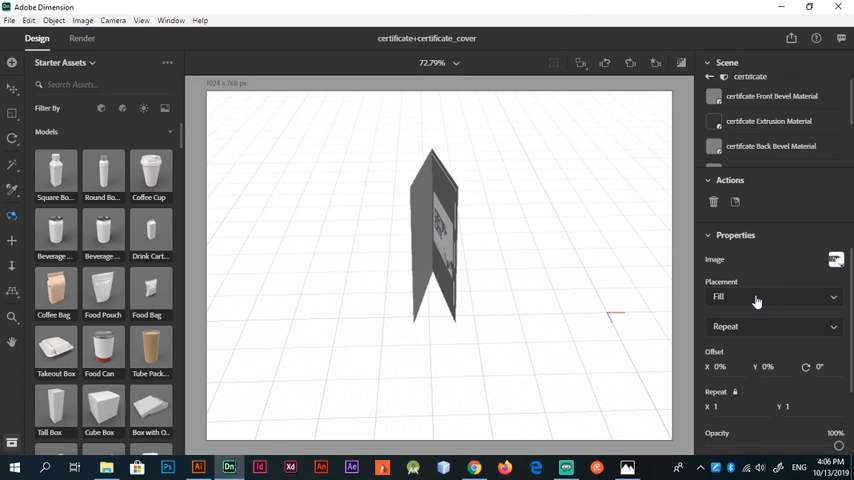 Adobe Dimension
File Edit Object Image Camera View Window Help
Design Render certificate+certificate_cover
Starter Assets 72.79% Scene
certifcate
Search Assets...
1024 x 768 px
certifcate Front Bevel Material
Filter By
certifcate Extrusion Material
Models
certifcate Back Bevel Material
Square Bo... Round Bo... Coffee Cup
Actions
Beverage ... Beverage ... Drink Cart...
Properties
Image
Placement
Fill
Coffee Bag Food Pouch Food Bag
Repeat
Offset
X 0% Y 0% 0°
Takeout Box Food Can Tube Pack...
Repeat
X 1 Y 1
Tall Box Cube Box Box with O...
Opacity 100%
4:06 PM
ENG
10/13/2019